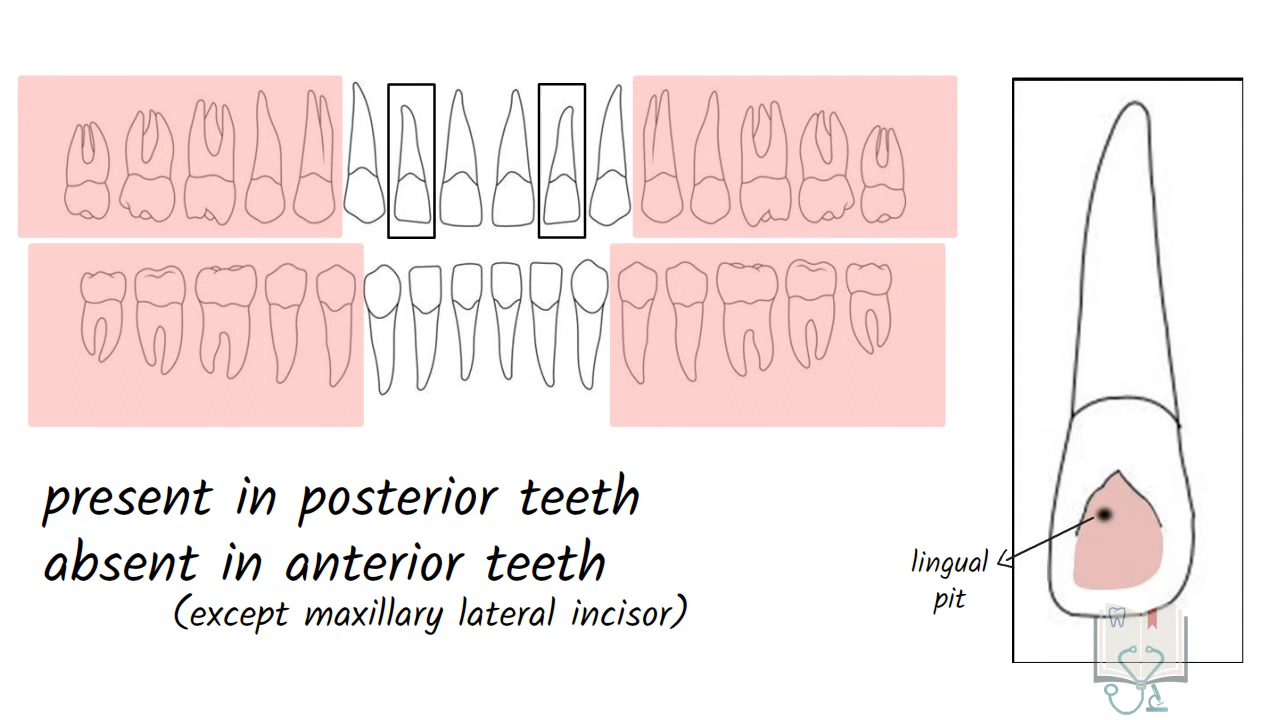 present in posterior teeth
absent in anterior teeth
(except maxillary lateral incisor)
lingual
pit